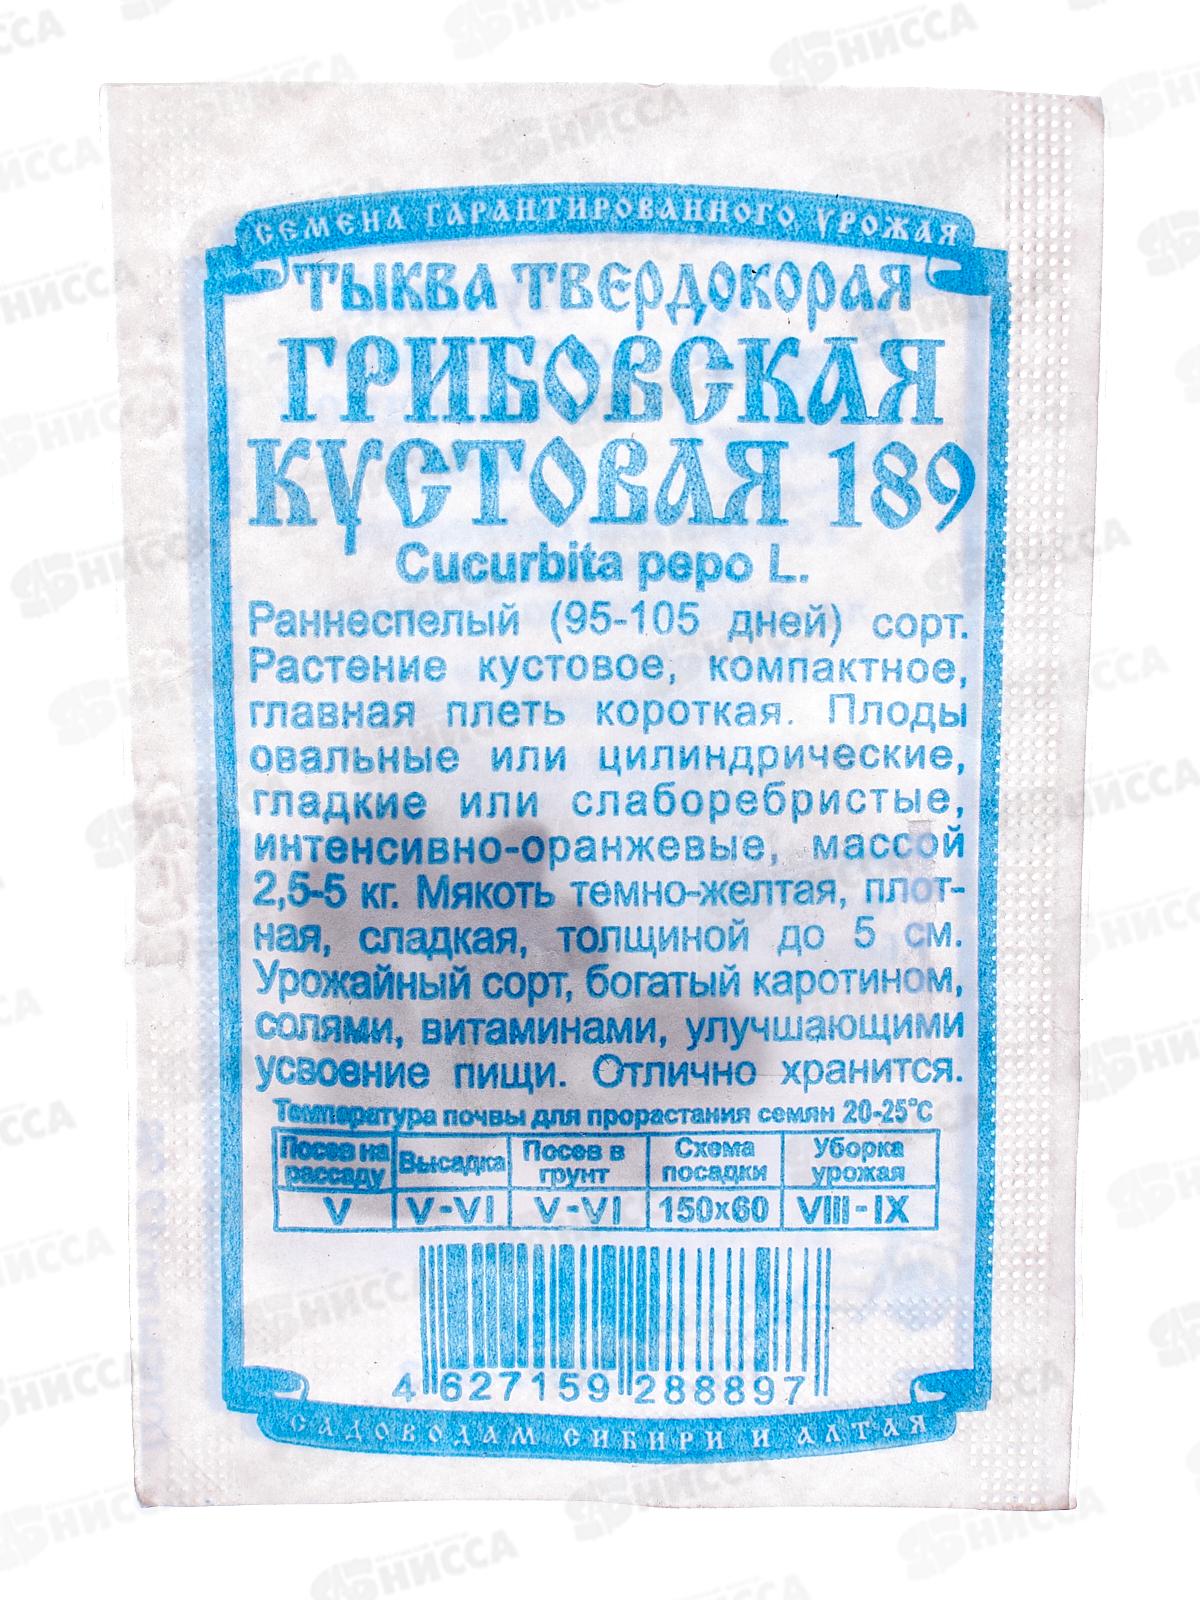 СЕМЕНА ГАРАНТИРОВАННОГО УРОЖАЯ
ТЫКВА ТВЕРДОКОРАЯ
ГРИБОВСКАЯ
КУСТОВАЯ 189
Cucurbita pepo L.
Раннеспелый (95-105 дней) сорт.
Растение кустовое, компактное,
главная плеть короткая. Плоды
овальные или цилиндрические,
гладкие или слаборебристые,
интенсивно-оранжевые, массой
2,5-5 кг. Мякоть темно-желтая, плот-
ная, сладкая, толщиной до 5 см.
Урожайный сорт, богатый каротином,
солями, витаминами, улучшающими
усвоение пищи. Отлично хранится.
Температура почвы для прорастания семян 20-25°С
Посев на рассаду Высадка Посев в грунт Схема посадки Уборка урожая
V V-VI V-VI 150х60 VIII-IX
4 627159 288897
САДОВОДАМ СИБИРИ И АЛТАЯ